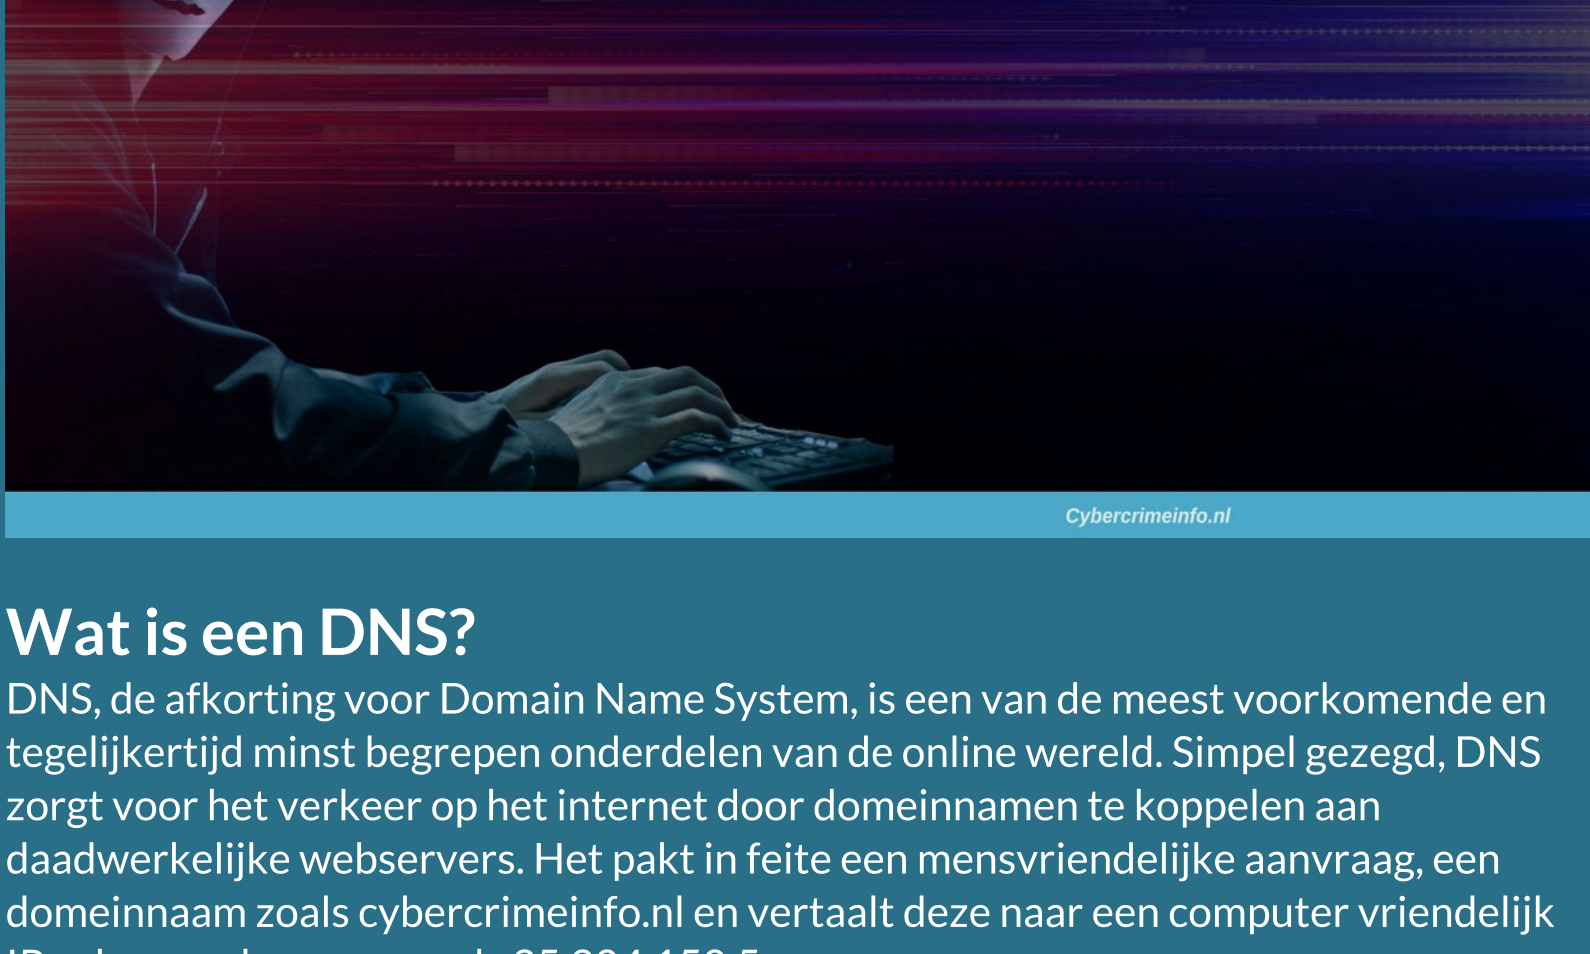 Cybercrimeinfo.nl
Wat is een DNS?
DNS, de afkorting voor Domain Name System, is een van de meest voorkomende en
tegelijkertijd minst begrepen onderdelen van de online wereld. Simpel gezegd, DNS
zorgt voor het verkeer op het internet door domeinnamen te koppelen aan
daadwerkelijke webservers. Het pakt in feite een mensvriendelijke aanvraag, een
domeinnaam zoals cybercrimeinfo.nl en vertaalt deze naar een computer vriendelijk